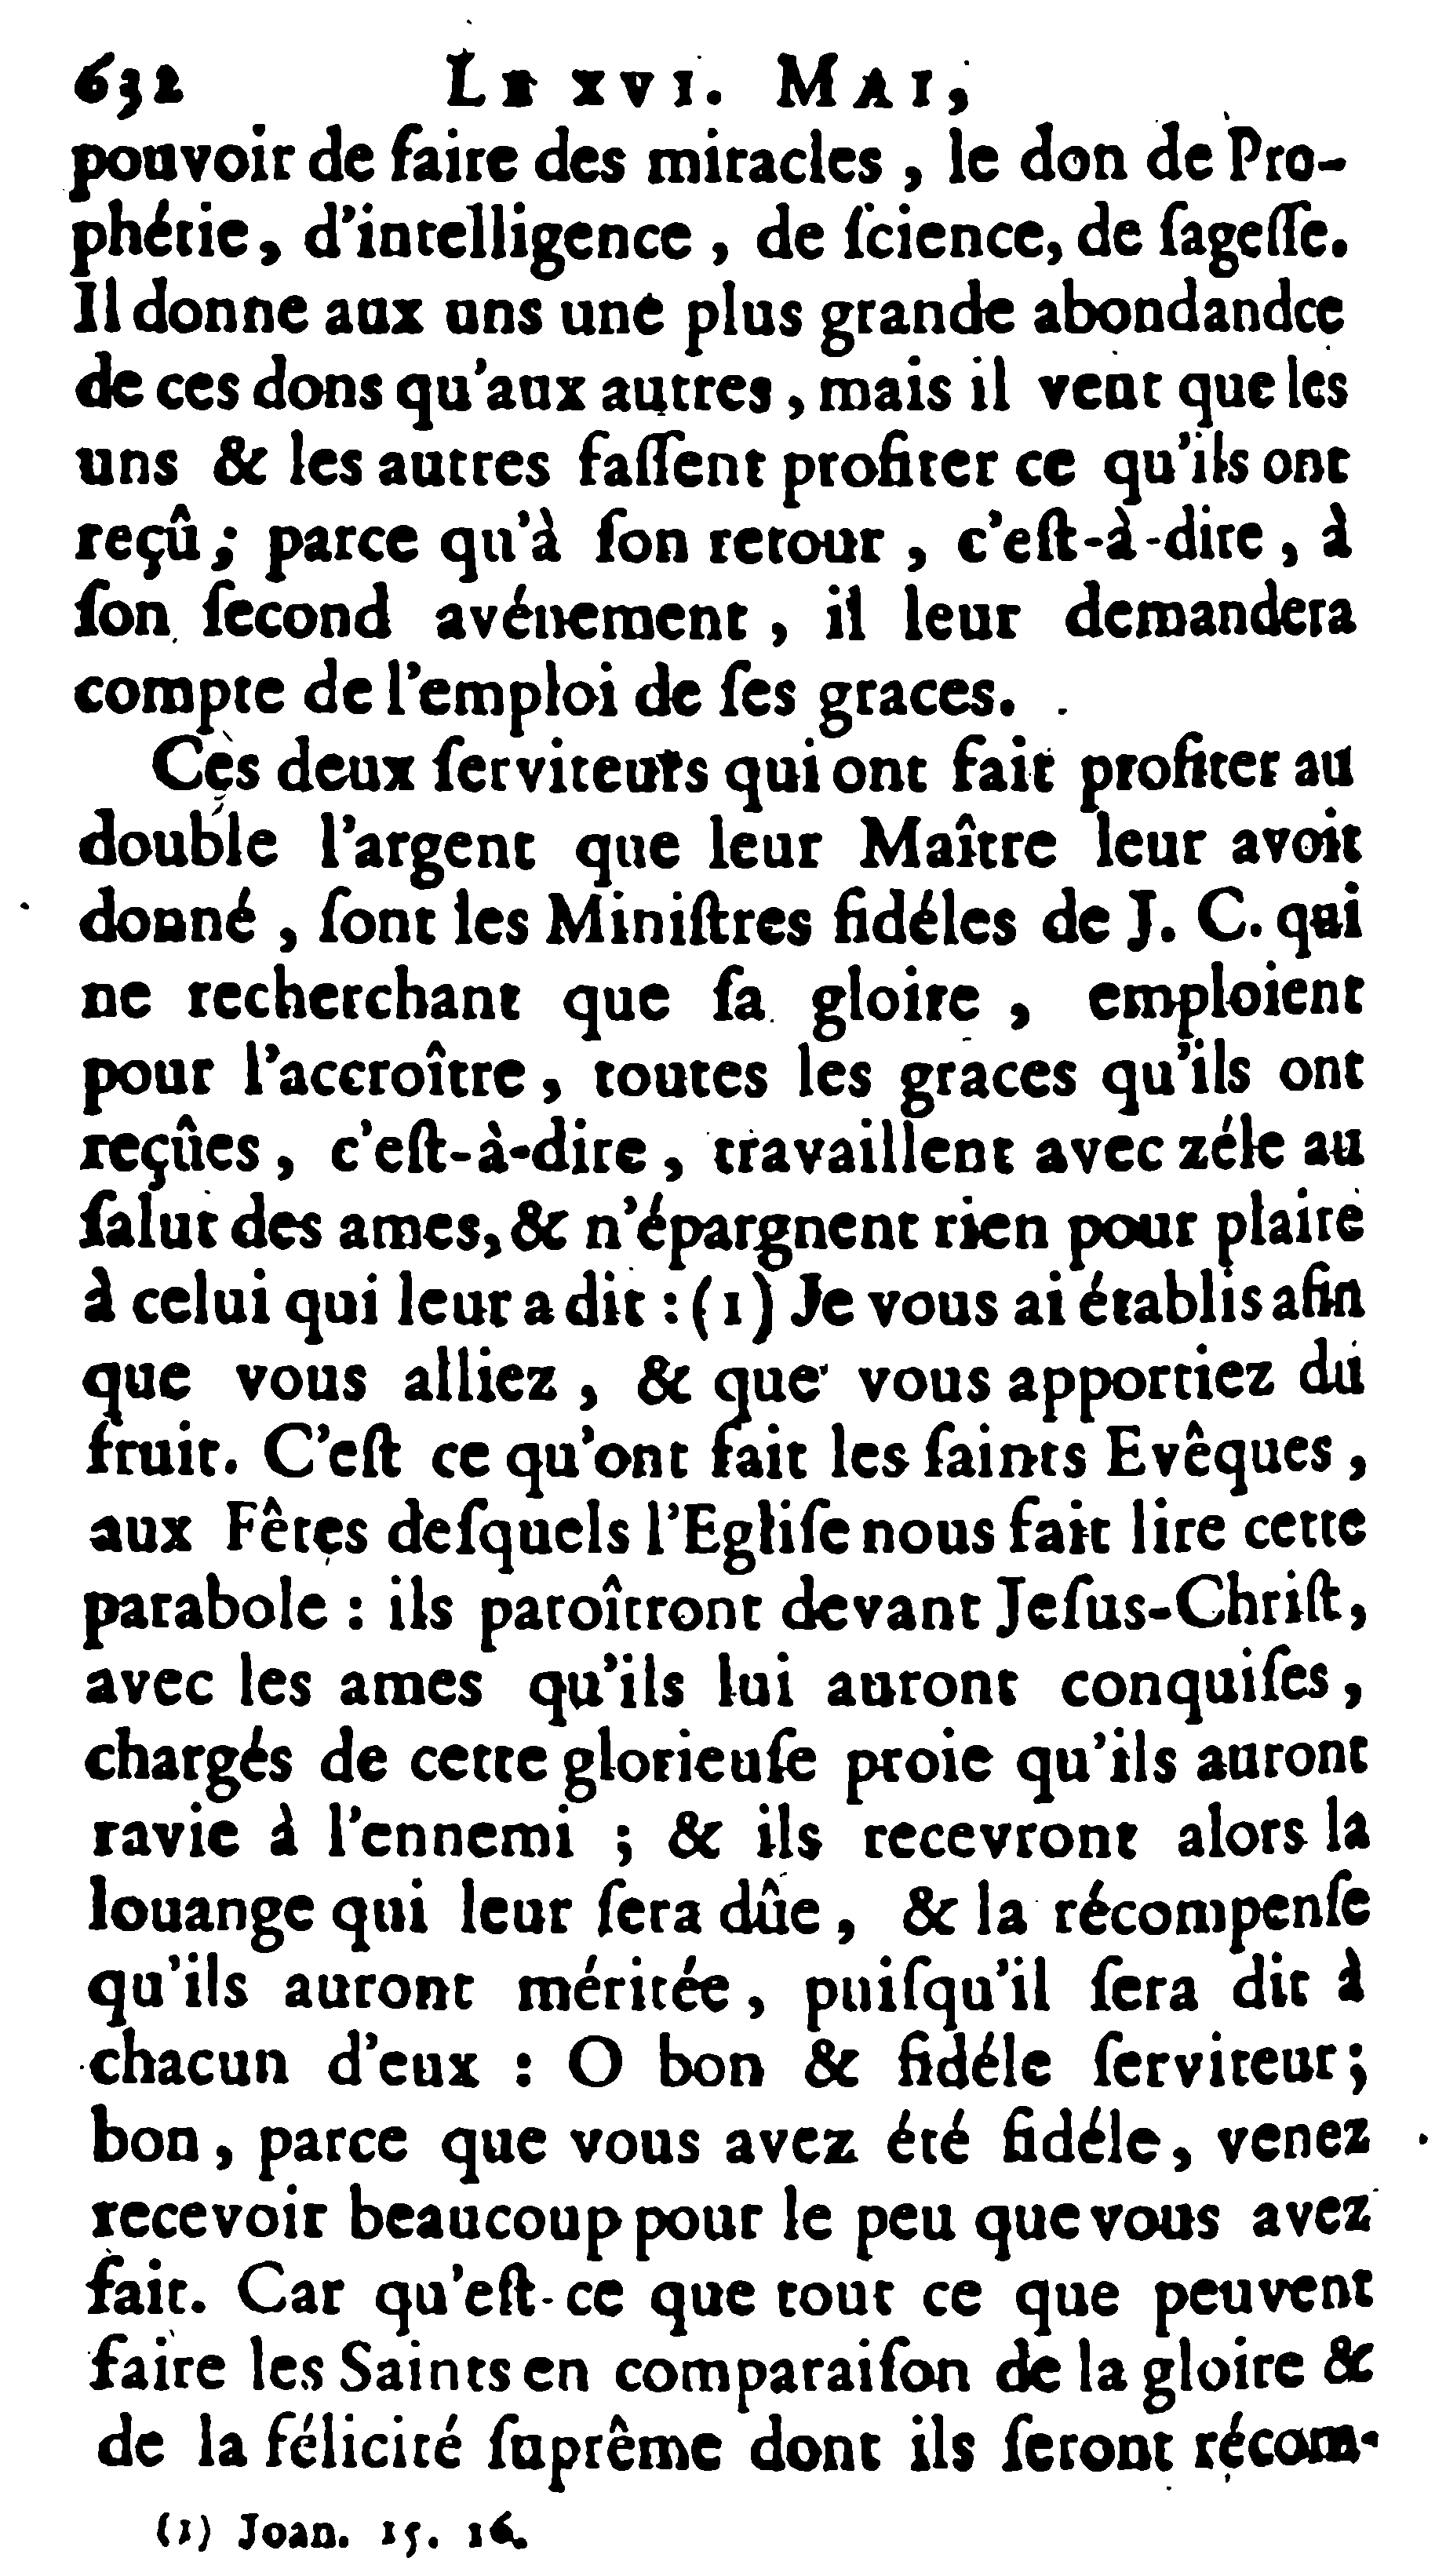 632 LE XVI. MAI,
pouvoir de faire des miracles, le don de Pro-
phétie, d'intelligence, de ſcience, de ſageſſe.
Il donne aux uns une plus grande abondandce
de ces dons qu'aux autres, mais il veut que les
uns & les autres faſſent profiter ce qu'ils ont
reçû; parce qu'à ſon retour, c'eſt-à-dire, à
ſon ſecond avénement, il leur demandera
compte de l'emploi de ſes graces.
Ces deux ſerviteurs qui ont fait profiter au
double l'argent que leur Maître leur avoit
donné, ſont les Miniſtres fidéles de J. C. qui
ne recherchant que ſa gloire, emploient
pour l'accroître, toutes les graces qu'ils ont
reçûes, c'eſt-à-dire, travaillent avec zéle au
ſalut des ames, & n'épargnent rien pour plaire
à celui qui leur a dit : (1) Je vous ai établis afin
que vous alliez, & que vous apportiez du
fruit. C'eſt ce qu'ont fait les ſaints Evêques,
aux Fêtes deſquels l'Egliſe nous fait lire cette
parabole : ils paroîtront devant Jeſus-Chriſt,
avec les ames qu'ils lui auront conquiſes,
chargés de cette glorieuſe proie qu'ils auront
ravie à l'ennemi ; & ils recevront alors la
louange qui leur ſera dûe, & la récompenſe
qu'ils auront méritée, puiſqu'il ſera dit à
chacun d'eux : O bon & fidéle ſerviteur;
bon, parce que vous avez été fidéle, venez
recevoir beaucoup pour le peu que vous avez
fait. Car qu'eſt-ce que tout ce que peuvent
faire les Saints en comparaiſon de la gloire &
de la félicité ſuprême dont ils ſeront récom-
(1) Joan. 15. 16.